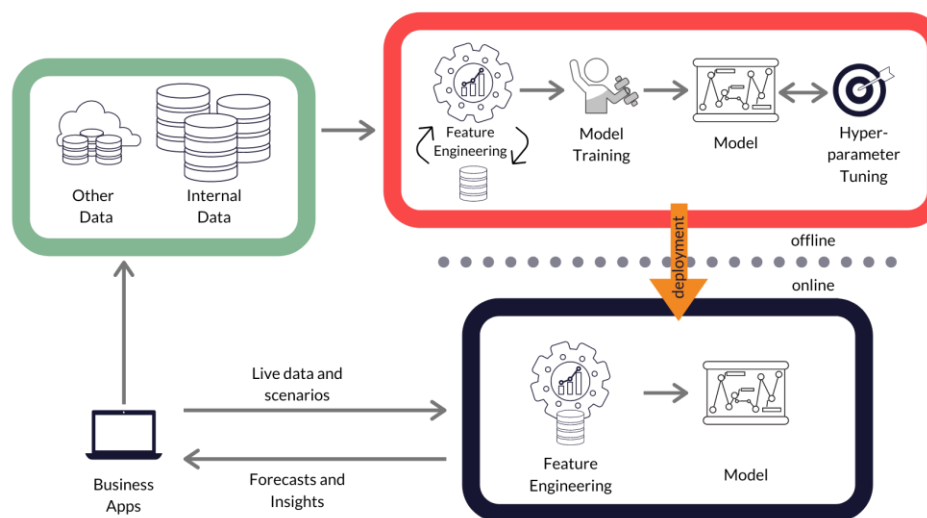 Other
Data
Internal
Data
Feature
Engineering
Model
Training
Model
Hyper-
parameter
Tuning
deployment
offline
online
Live data and
scenarios
Forecasts and
Insights
Business
Apps
Feature
Engineering
Model